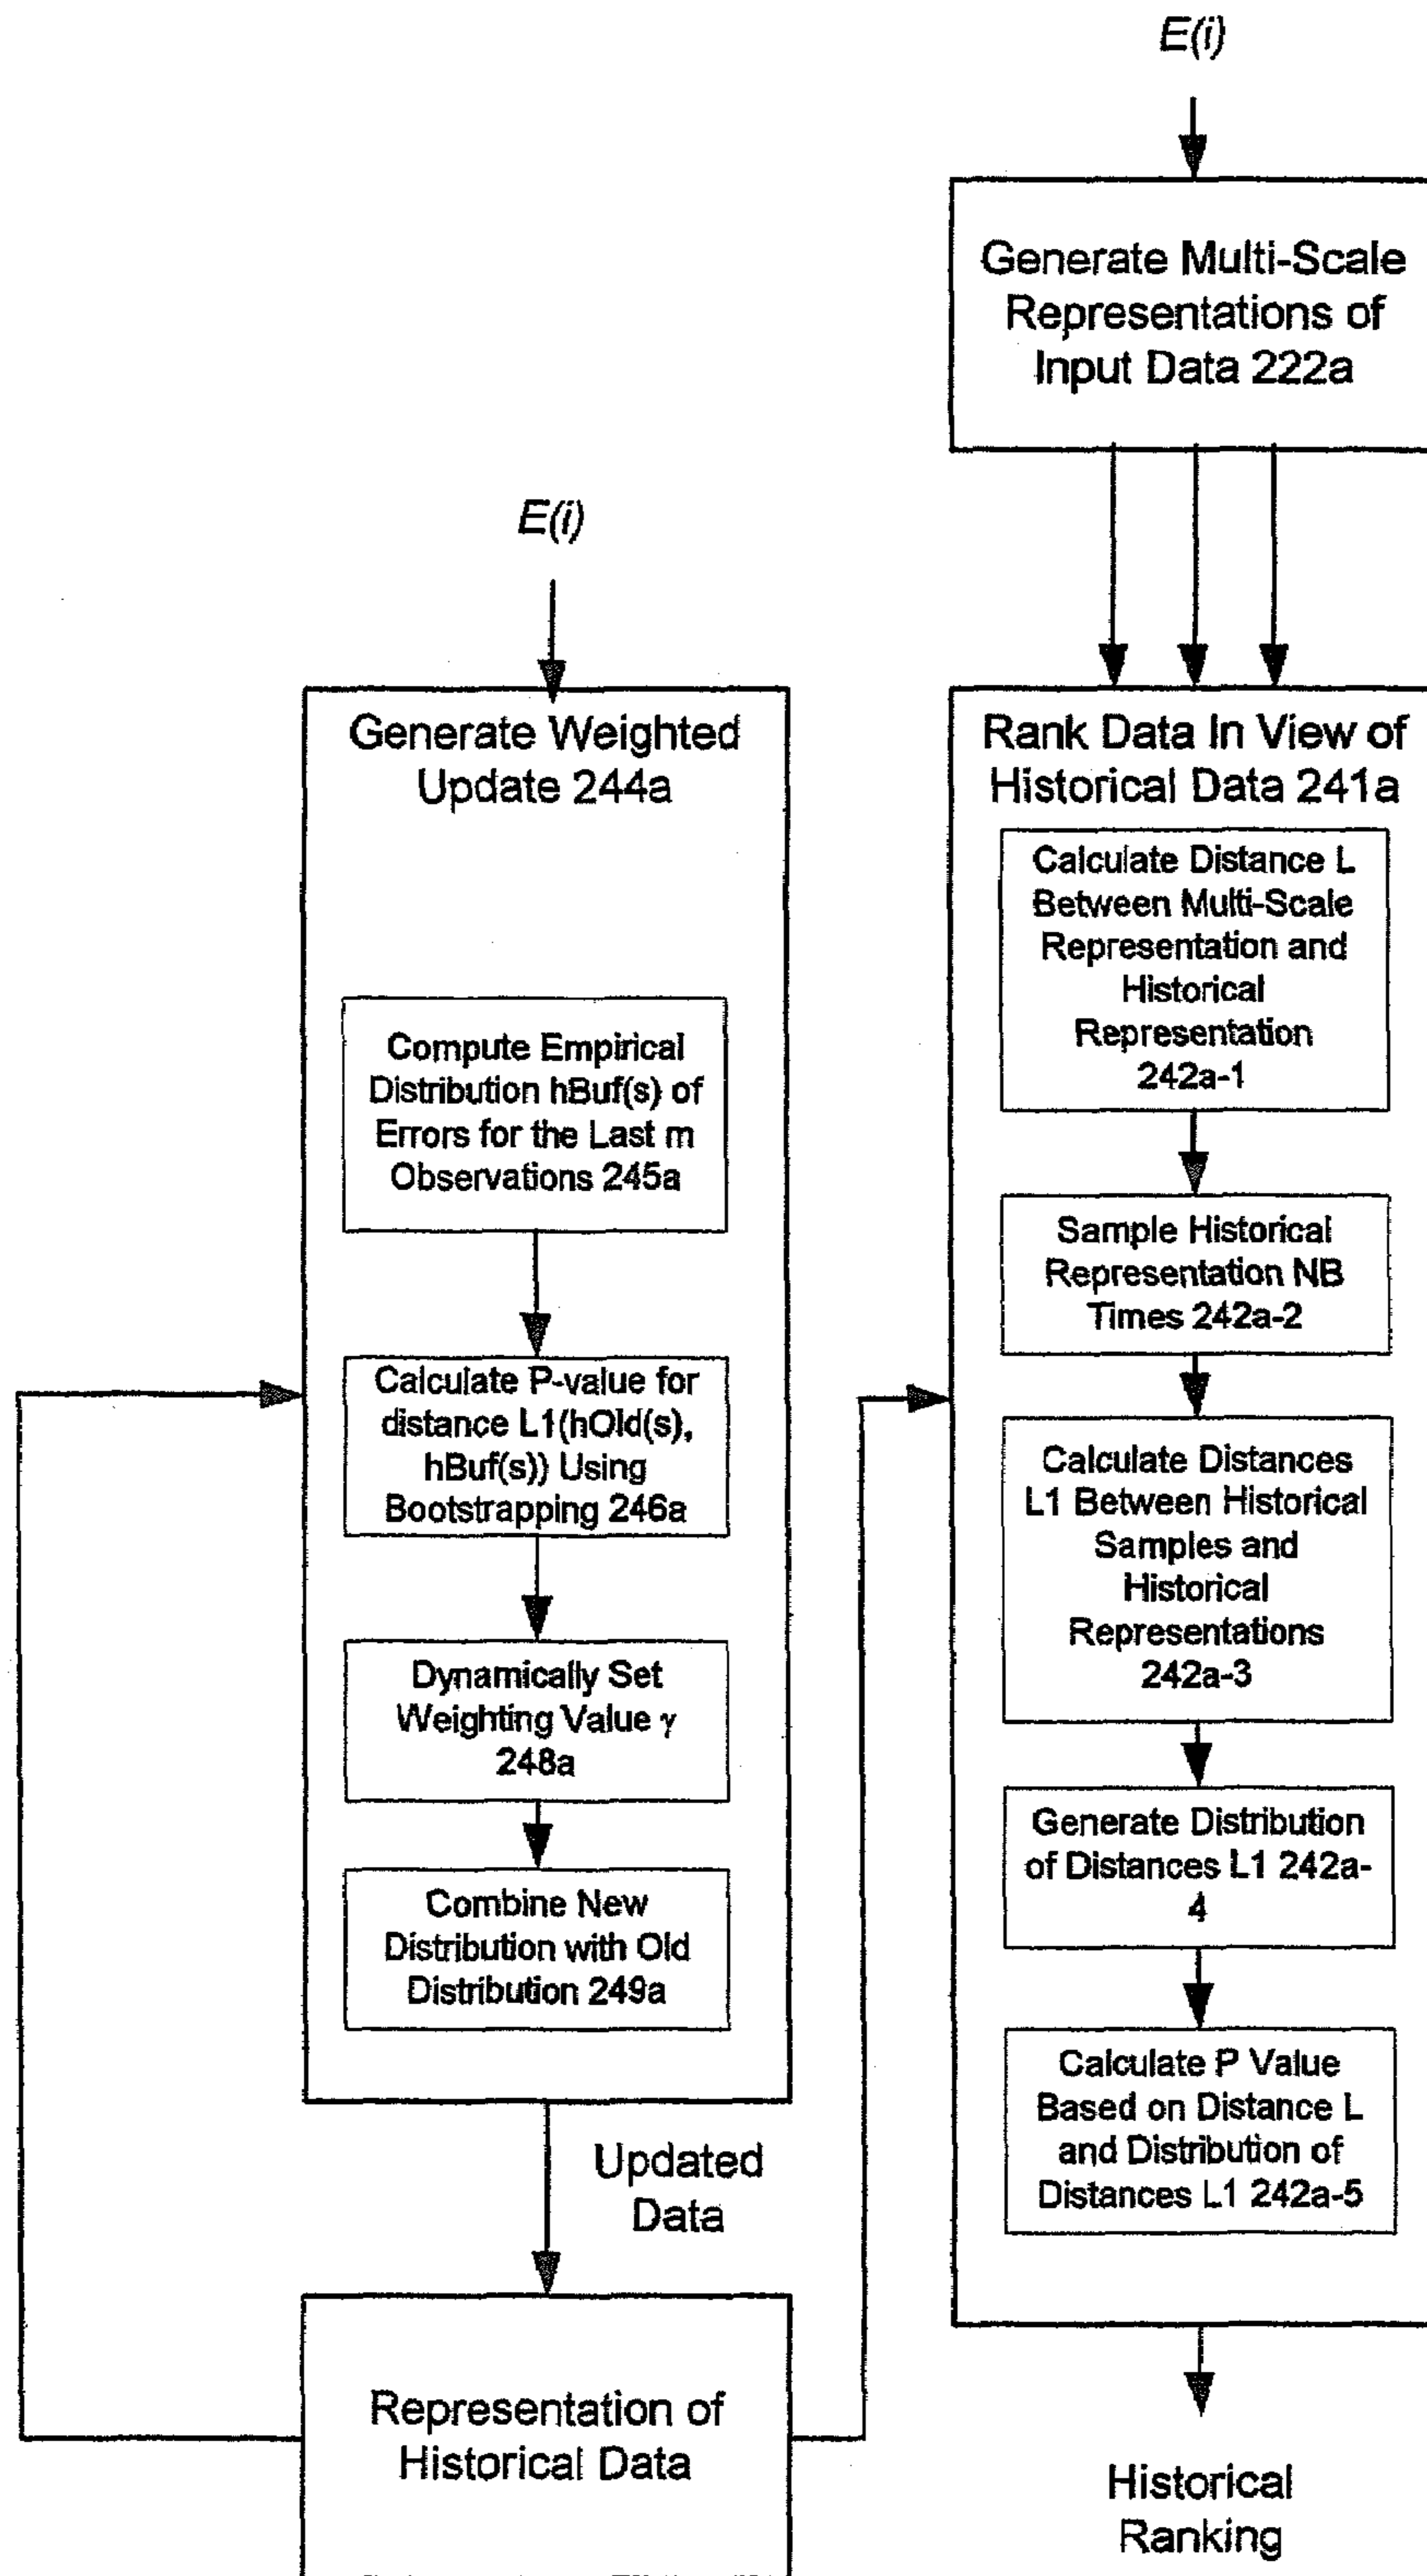 E(i)
Generate Multi-Scale
Representations of
Input Data 222a
E(i)
Generate Weighted
Update 244a
Compute Empirical
Distribution hBuf(s) of
Errors for the Last m
Observations 245a
Calculate P-value for
distance L1(hOld(s),
hBuf(s)) Using
Bootstrapping 246a
Dynamically Set
Weighting Value γ
248a
Combine New
Distribution with Old
Distribution 249a
Updated
Data
Representation of
Historical Data
Rank Data In View of
Historical Data 241a
Calculate Distance L
Between Multi-Scale
Representation and
Historical
Representation
242a-1
Sample Historical
Representation NB
Times 242a-2
Calculate Distances
L1 Between Historical
Samples and
Historical
Representations
242a-3
Generate Distribution
of Distances L1 242a-
4
Calculate P Value
Based on Distance L
and Distribution of
Distances L1 242a-5
Historical
Ranking